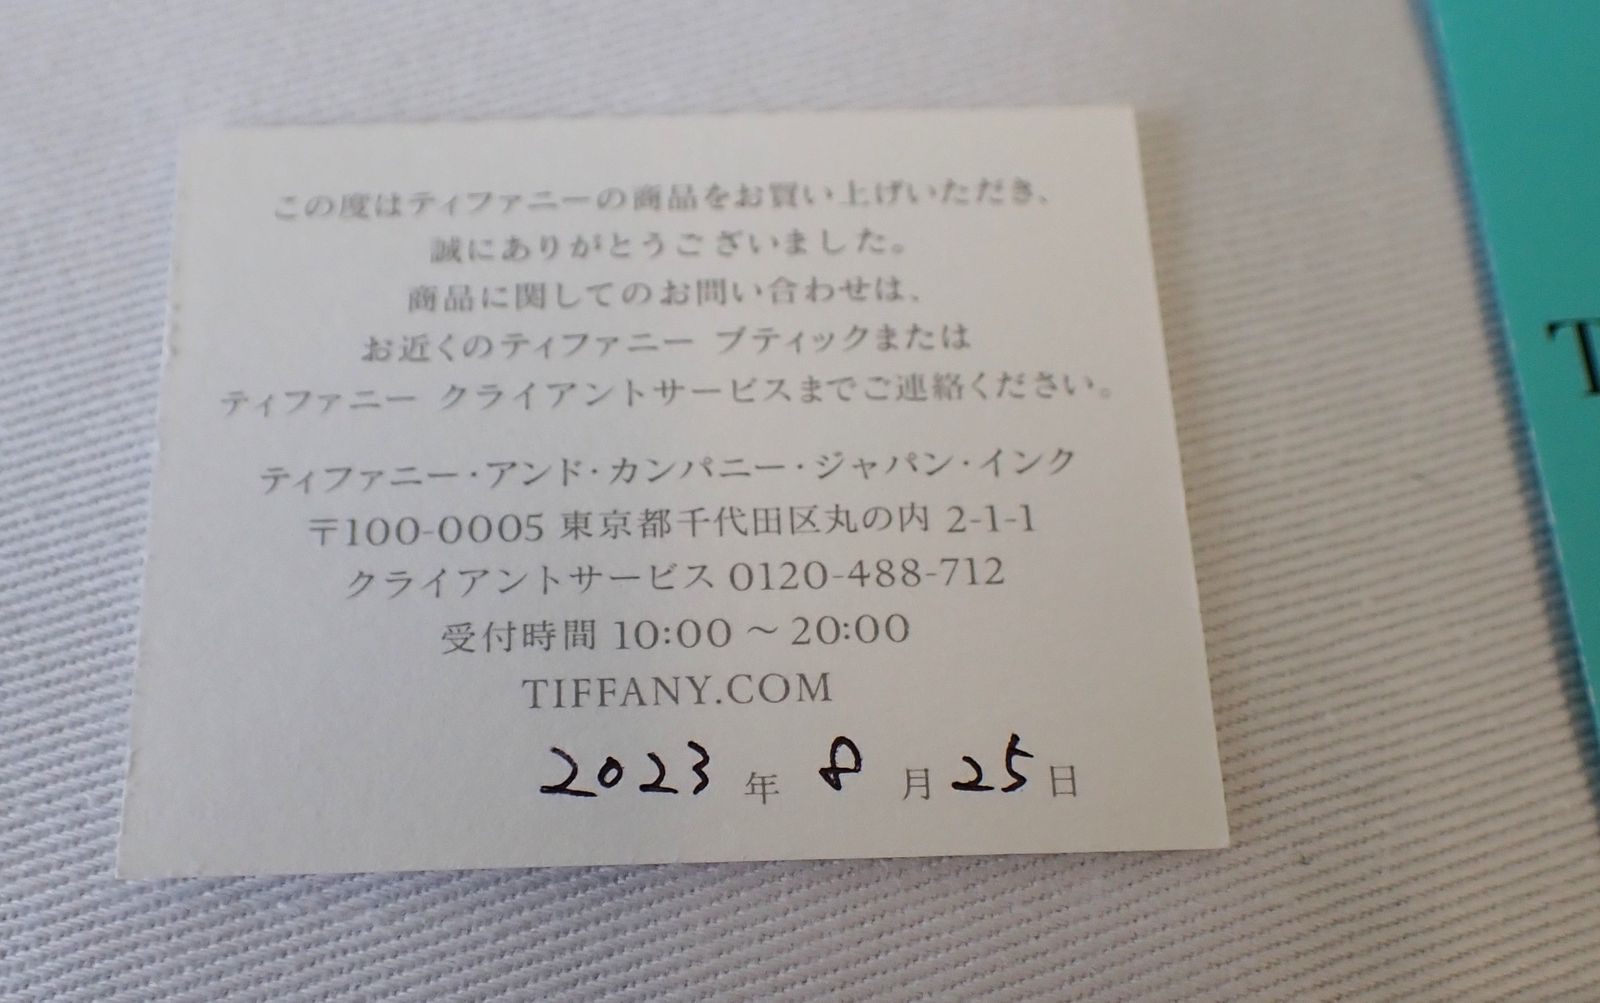 この度はティファニーの商品をお買い上げいただき、
誠にありがとうございました。
商品に関してのお問い合わせは、
お近くのティファニー ブティックまたは
ティファニー クライアントサービスまでご連絡ください。
ティファニー・アンド・カンパニー・ジャパン・インク
〒100-0005 東京都千代田区丸の内 2-1-1
クライアントサービス 0120-488-712
受付時間 10:00 〜 20:00
TIFFANY.COM
2023 年 8 月 25 日
T